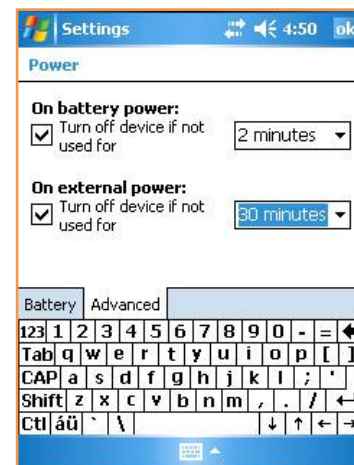 Settings 4:50 ok
Power
On battery power:
Turn off device if not
used for
2 minutes
On external power:
Turn off device if not
used for
30 minutes
Battery Advanced
123 1 2 3 4 5 6 7 8 9 0 - =
Tab q w e r t y u i o p [ ]
CAP a s d f g h j k l ; '
Shift z x c v b n m , . /
Ctl áü ` \